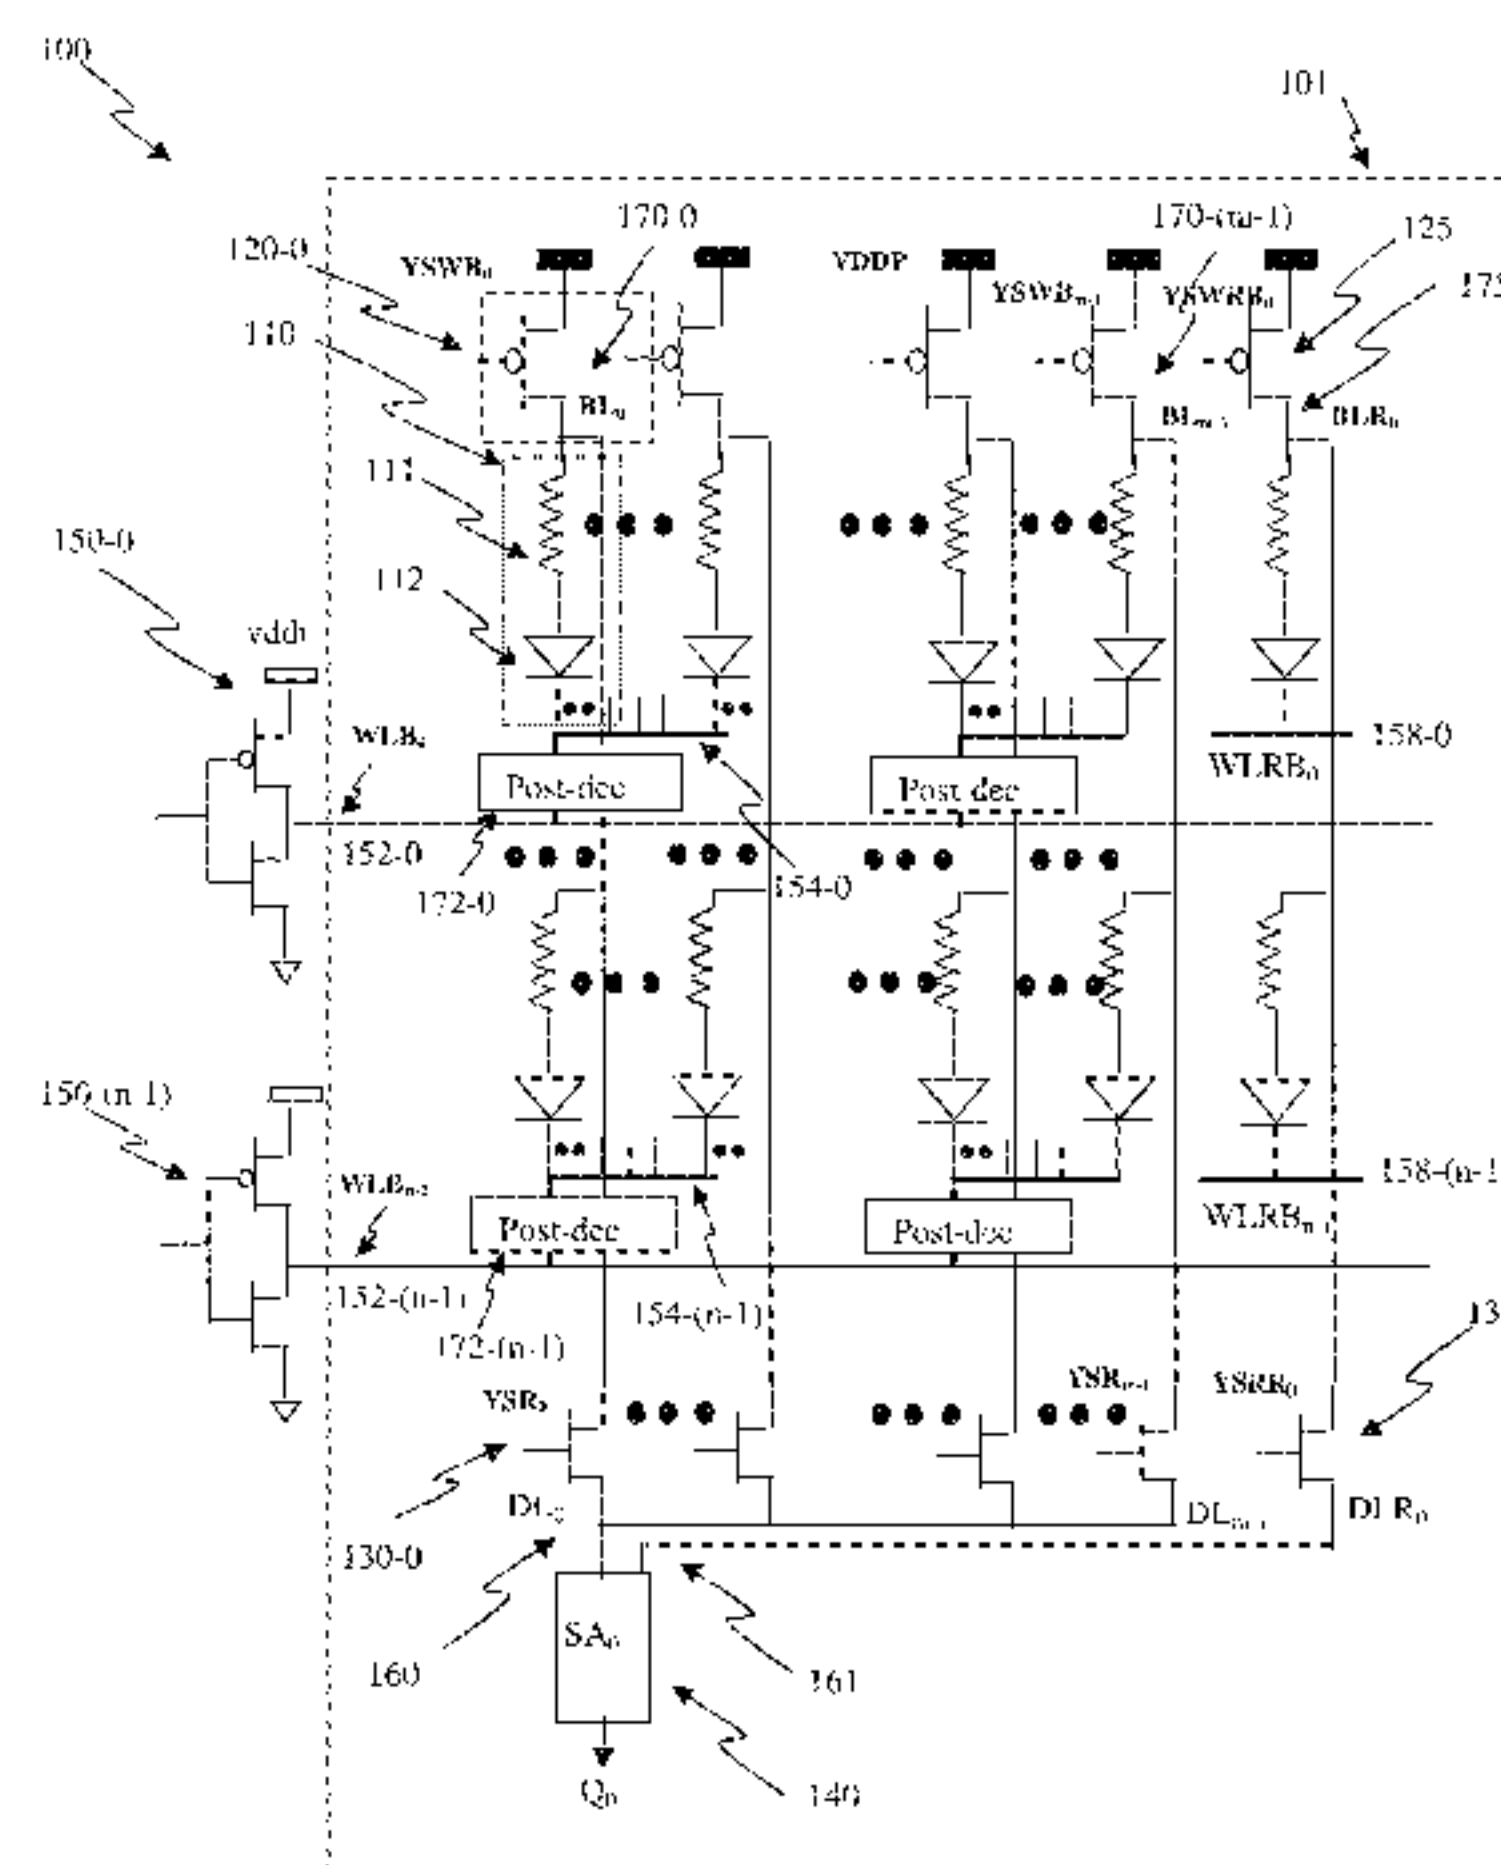 100
101
170-0
170-(m-1)
125
120-0
YSWB₀
VDDP
YSWBₘ₋₁
YSWRB₀
175
110
BL₀
BLₘ₋₁
BLR₀
111
150-0
112
vddi
WLB₀
158-0
WLRB₀
Post-dec
Post-dec
152-0
172-0
154-0
150-(n-1)
WLBₙ₋₁
158-(n-1
WLRBₙ₋₁
Post-dec
Post-dec
152-(n-1)
154-(n-1)
172-(n-1)
13
YSR₀
YSRₘ₋₁
YSRR₀
DL₀
DLₘ₋₁
DLR₀
130-0
SA₀
160
161
Q₀
140